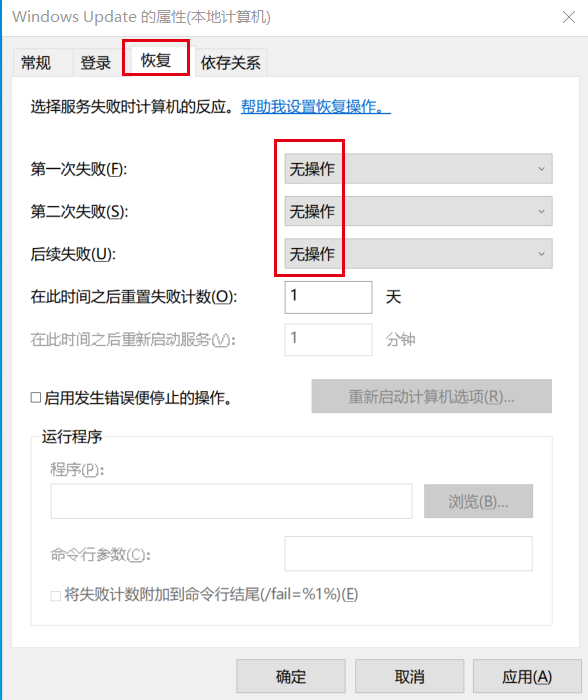 Windows Update 的属性(本地计算机)
常规 登录 恢复 依存关系
选择服务失败时计算机的反应。帮助我设置恢复操作。
第一次失败(F): 无操作
第二次失败(S): 无操作
后续失败(U): 无操作
在此时间之后重置失败计数(O): 1 天
在此时间之后重新启动服务(V): 1 分钟
启用发生错误便停止的操作。 重新启动计算机选项(R)...
运行程序
程序(P):
浏览(B)...
命令行参数(C):
将失败计数附加到命令行结尾(/fail=%1%)(E)
确定 取消 应用(A)